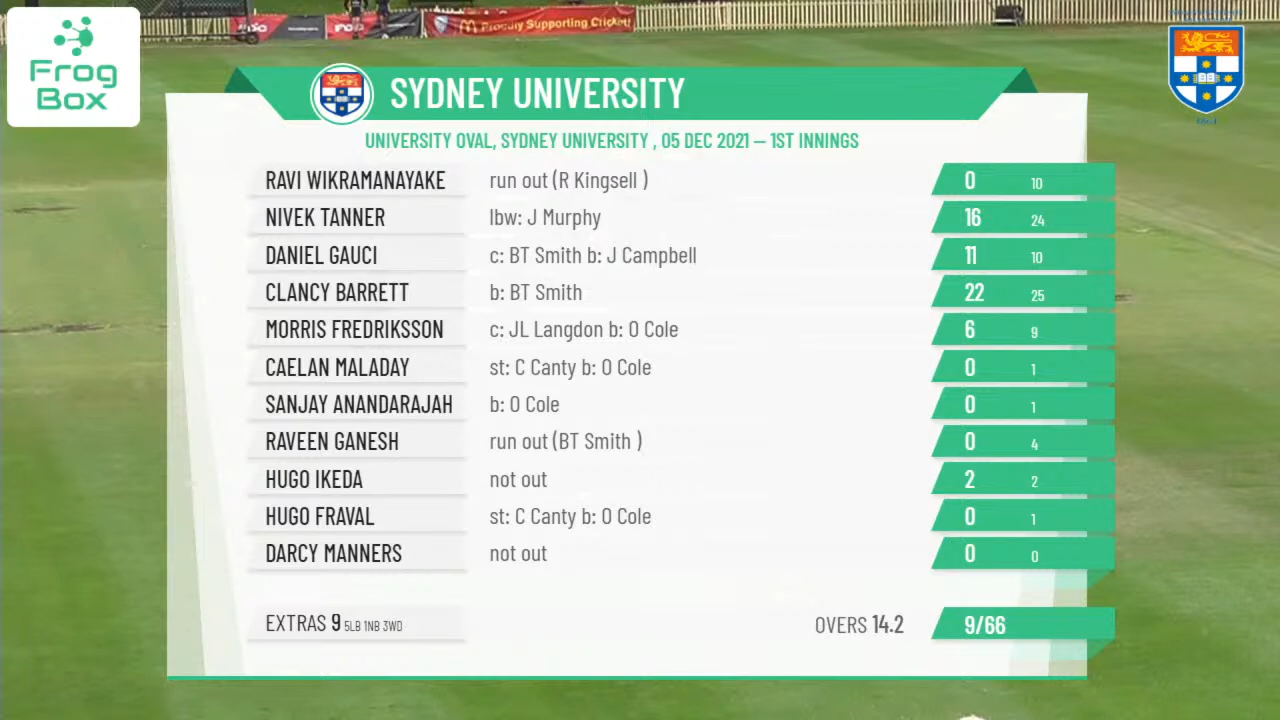 Proudly Supporting Cricket!
Frog
Box
SYDNEY UNIVERSITY
UNIVERSITY OVAL, SYDNEY UNIVERSITY , 05 DEC 2021 – 1ST INNINGS
RAVI WIKRAMANAYAKE run out (R Kingsell ) 0 10
NIVEK TANNER lbw: J Murphy 16 24
DANIEL GAUCI c: BT Smith b: J Campbell 11 10
CLANCY BARRETT b: BT Smith 22 25
MORRIS FREDRIKSSON c: JL Langdon b: O Cole 6 9
CAELAN MALADAY st: C Canty b: O Cole 0 1
SANJAY ANANDARAJAH b: O Cole 0 1
RAVEEN GANESH run out (BT Smith ) 0 4
HUGO IKEDA not out 2 2
HUGO FRAVAL st: C Canty b: O Cole 0 1
DARCY MANNERS not out 0 0
EXTRAS 9 5LB 1NB 3WD OVERS 14.2 9/66